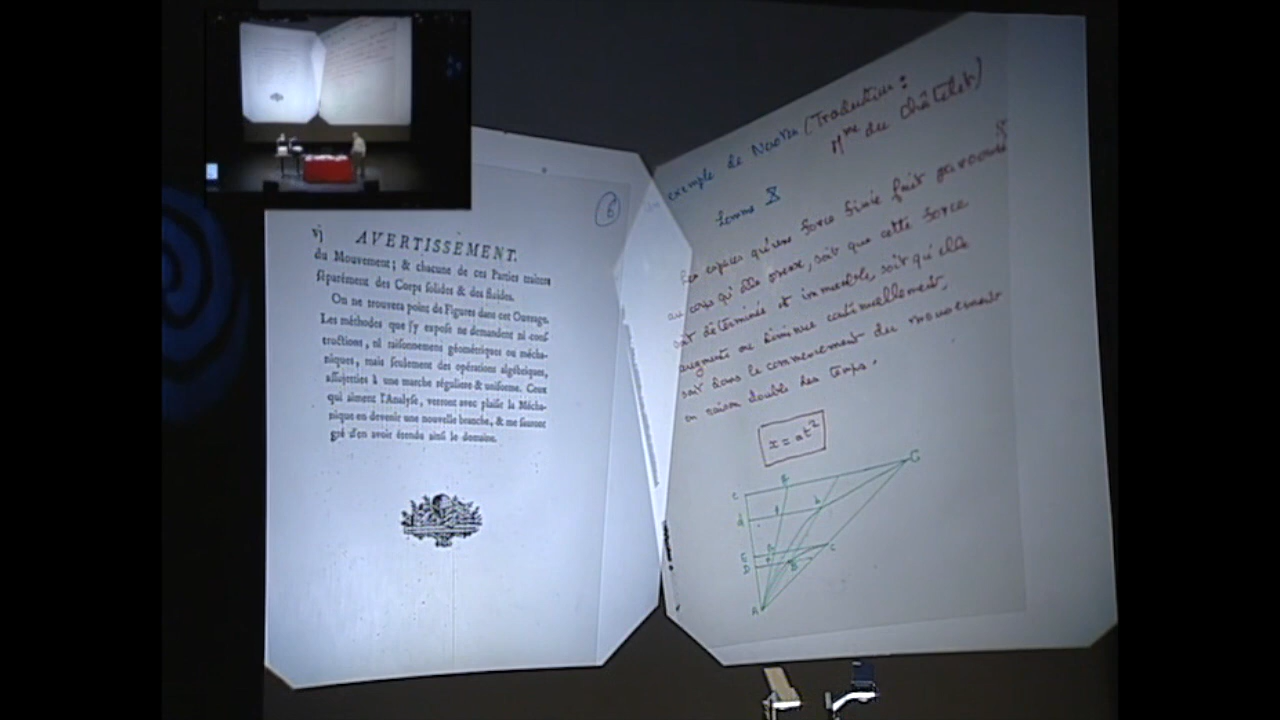 6
vj AVERTISSEMENT.
du Mouvement ; & chacune de ces Parties traitera
séparément des Corps solides & des fluides.
On ne trouvera point de Figures dans cet Ouvrage.
Les méthodes que j'y expose ne demandent ni cons-
tructions, ni raisonnemens géométriques ou mécha-
niques, mais seulement des opérations algébriques,
assujetties à une marche réguliere & uniforme. Ceux
qui aiment l'Analyse, verront avec plaisir la Mécha-
nique en devenir une nouvelle branche, & me sauront
gré d'en avoir étendu ainsi le domaine.
exemple de Newton (Traduction :
Mme du Châtelet)
Lemme X
Les espaces qu'une force finie fait parcourir
au corps qu'elle presse, soit que cette force
soit déterminée et immuable, soit qu'elle
augmente ou diminue continuellement,
sont dans le commencement du mouvement
en raison double des temps.
x = at²
C E G
d f b
E D
A B C